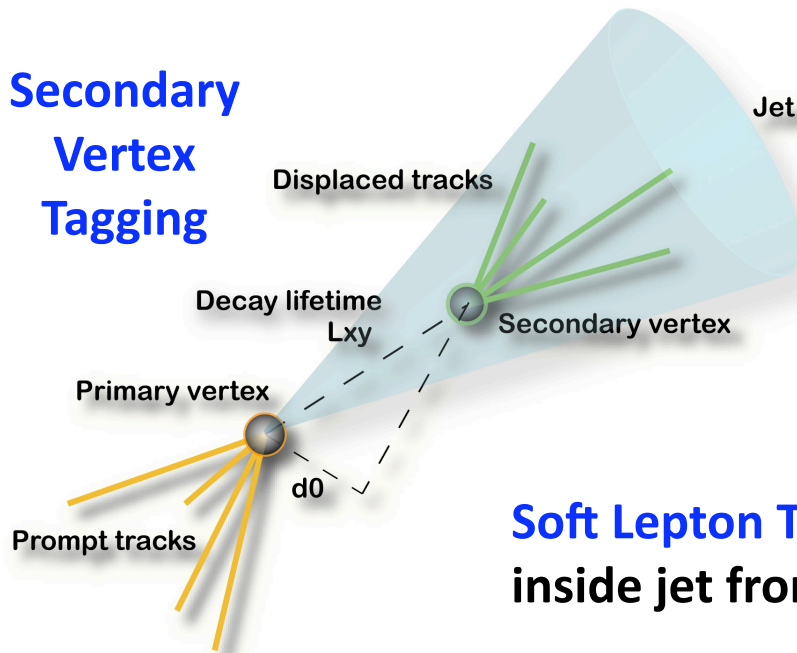 Secondary
Vertex
Tagging
Jet
Displaced tracks
Decay lifetime
Lxy
Secondary vertex
Primary vertex
d0
Prompt tracks
Soft Lepton T
inside jet fro